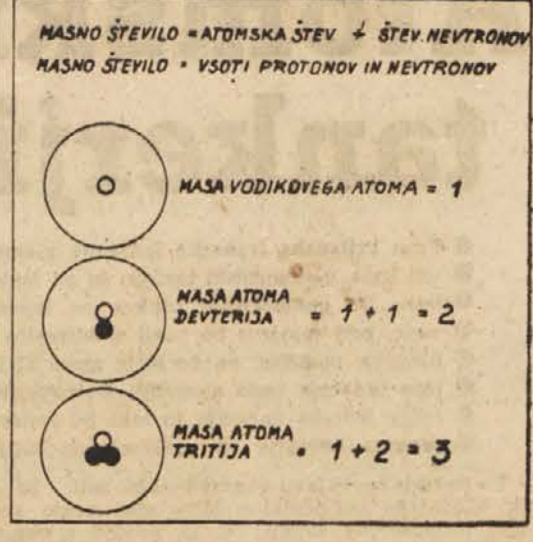 MASNO ŠTEVILO = ATOMSKA ŠTEV + ŠTEV. NEVTRONOV
MASNO ŠTEVILO = VSOTI PROTONOV IN NEVTRONOV
MASA VODIKOVEGA ATOMA = 1
MASA ATOMA
DEVTERIJA = 1 + 1 = 2
MASA ATOMA
TRITIJA = 1 + 2 = 3